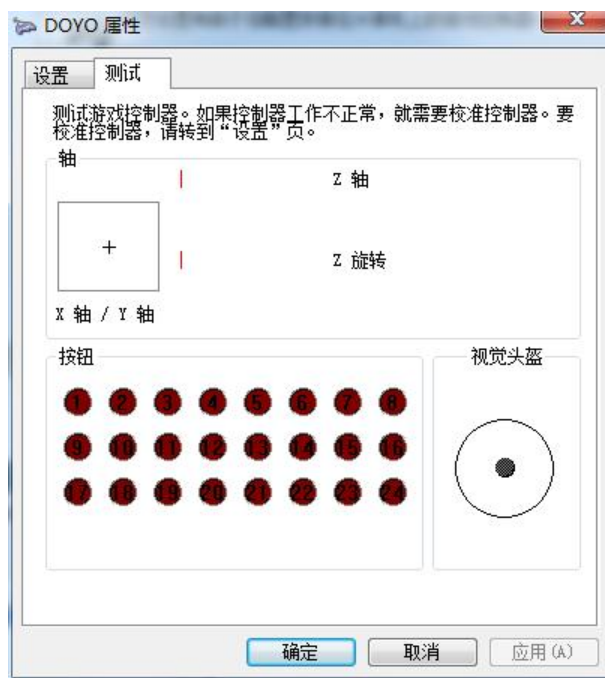 DOYO 属性
设置 测试
测试游戏控制器。如果控制器工作不正常，就需要校准控制器。要
校准控制器，请转到“设置”页。
轴
Z 轴
Z 旋转
X 轴 / Y 轴
按钮 视觉头盔
1 2 3 4 5 6 7 8
9 10 11 12 13 14 15 16
17 18 19 20 21 22 23 24
确定 取消 应用(A)